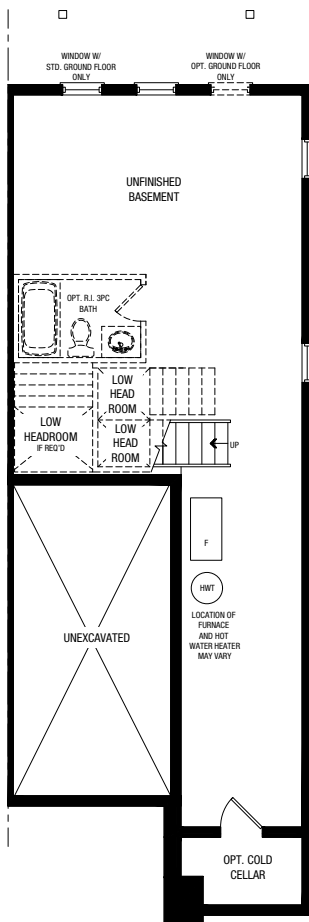 WINDOW W/
STD. GROUND FLOOR
ONLY
WINDOW W/
OPT. GROUND FLOOR
ONLY
UNFINISHED
BASEMENT
OPT. R.I. 3PC
BATH
LOW
HEAD
ROOM
LOW
HEADROOM
IF REQ'D
LOW
HEAD
ROOM
UP
F
HWT
LOCATION OF
FURNACE
AND HOT
WATER HEATER
MAY VARY
UNEXCAVATED
OPT. COLD
CELLAR